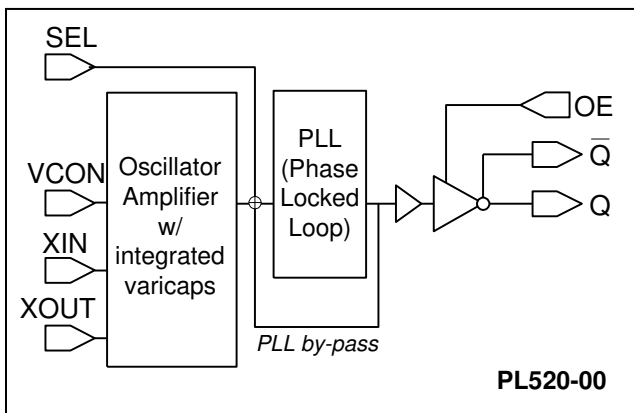 SEL
VCON
XIN
XOUT
Oscillator
Amplifier
w/
integrated
varicaps
PLL
(Phase
Locked
Loop)
PLL by-pass
OE
Q̅
Q
PL520-00